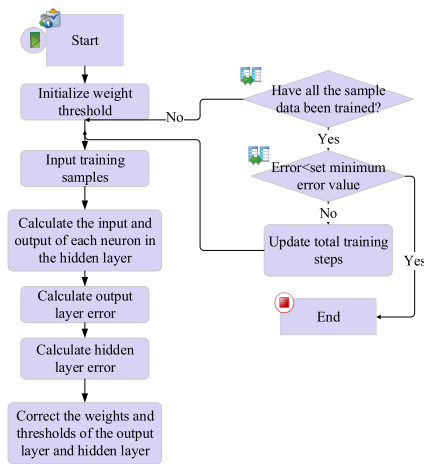 Start
Initialize weight
threshold
Input training
samples
Calculate the input and
output of each neuron in
the hidden layer
Calculate output
layer error
Calculate hidden
layer error
Correct the weights and
thresholds of the output
layer and hidden layer
Have all the sample
data been trained?
No
Yes
Error<set minimum
error value
No
Update total training
steps
Yes
End